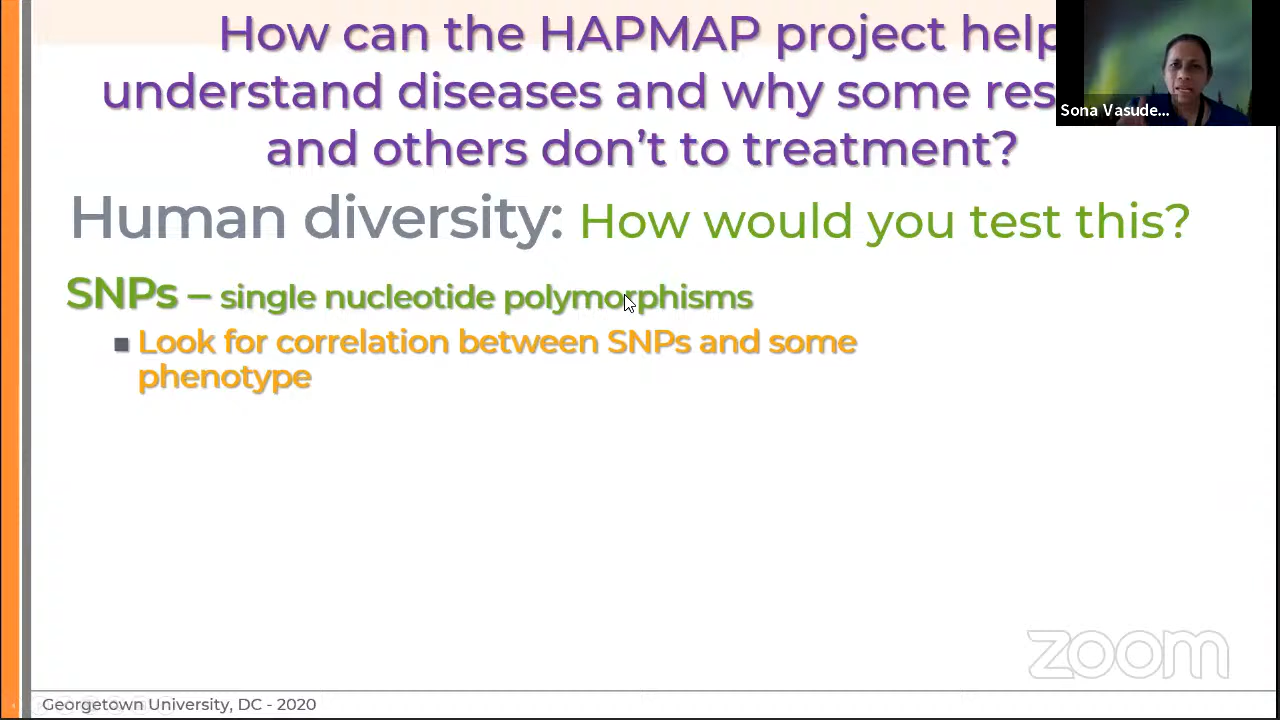 How can the HAPMAP project help
understand diseases and why some res
and others don't to treatment?
Sona Vasude...
Human diversity: How would you test this?
SNPs – single nucleotide polymorphisms
Look for correlation between SNPs and some
phenotype
zoom
Georgetown University, DC - 2020